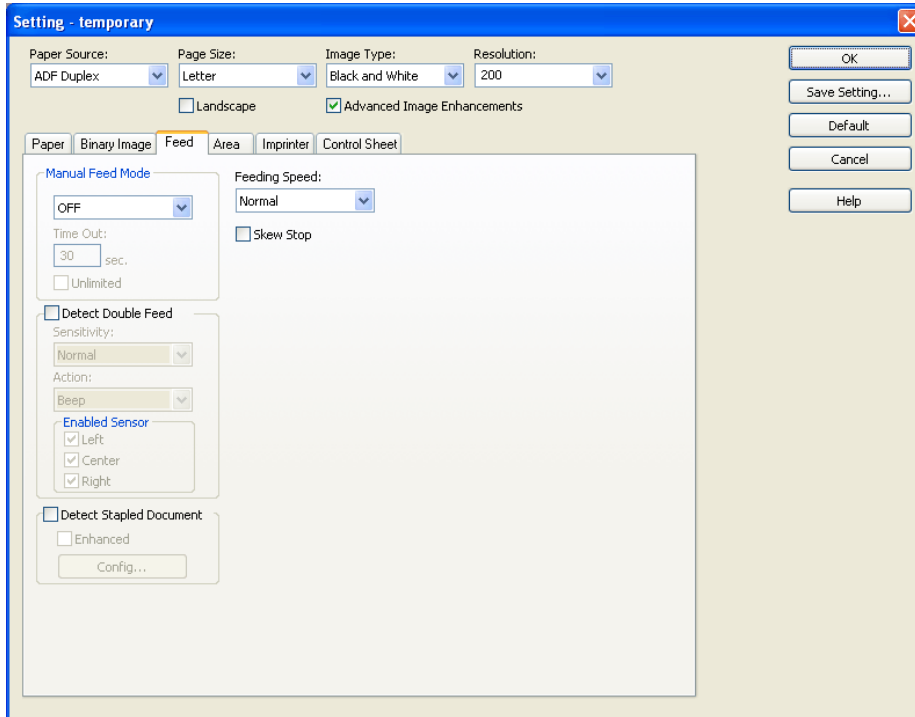 Setting - temporary
Paper Source: Page Size: Image Type: Resolution:
ADF Duplex Letter Black and White 200
Landscape Advanced Image Enhancements
OK
Save Setting...
Default
Cancel
Help
Paper Binary Image Feed Area Imprinter Control Sheet
Manual Feed Mode
OFF
Time Out:
30 sec.
Unlimited
Detect Double Feed
Sensitivity:
Normal
Action:
Beep
Enabled Sensor
Left
Center
Right
Detect Stapled Document
Enhanced
Config...
Feeding Speed:
Normal
Skew Stop